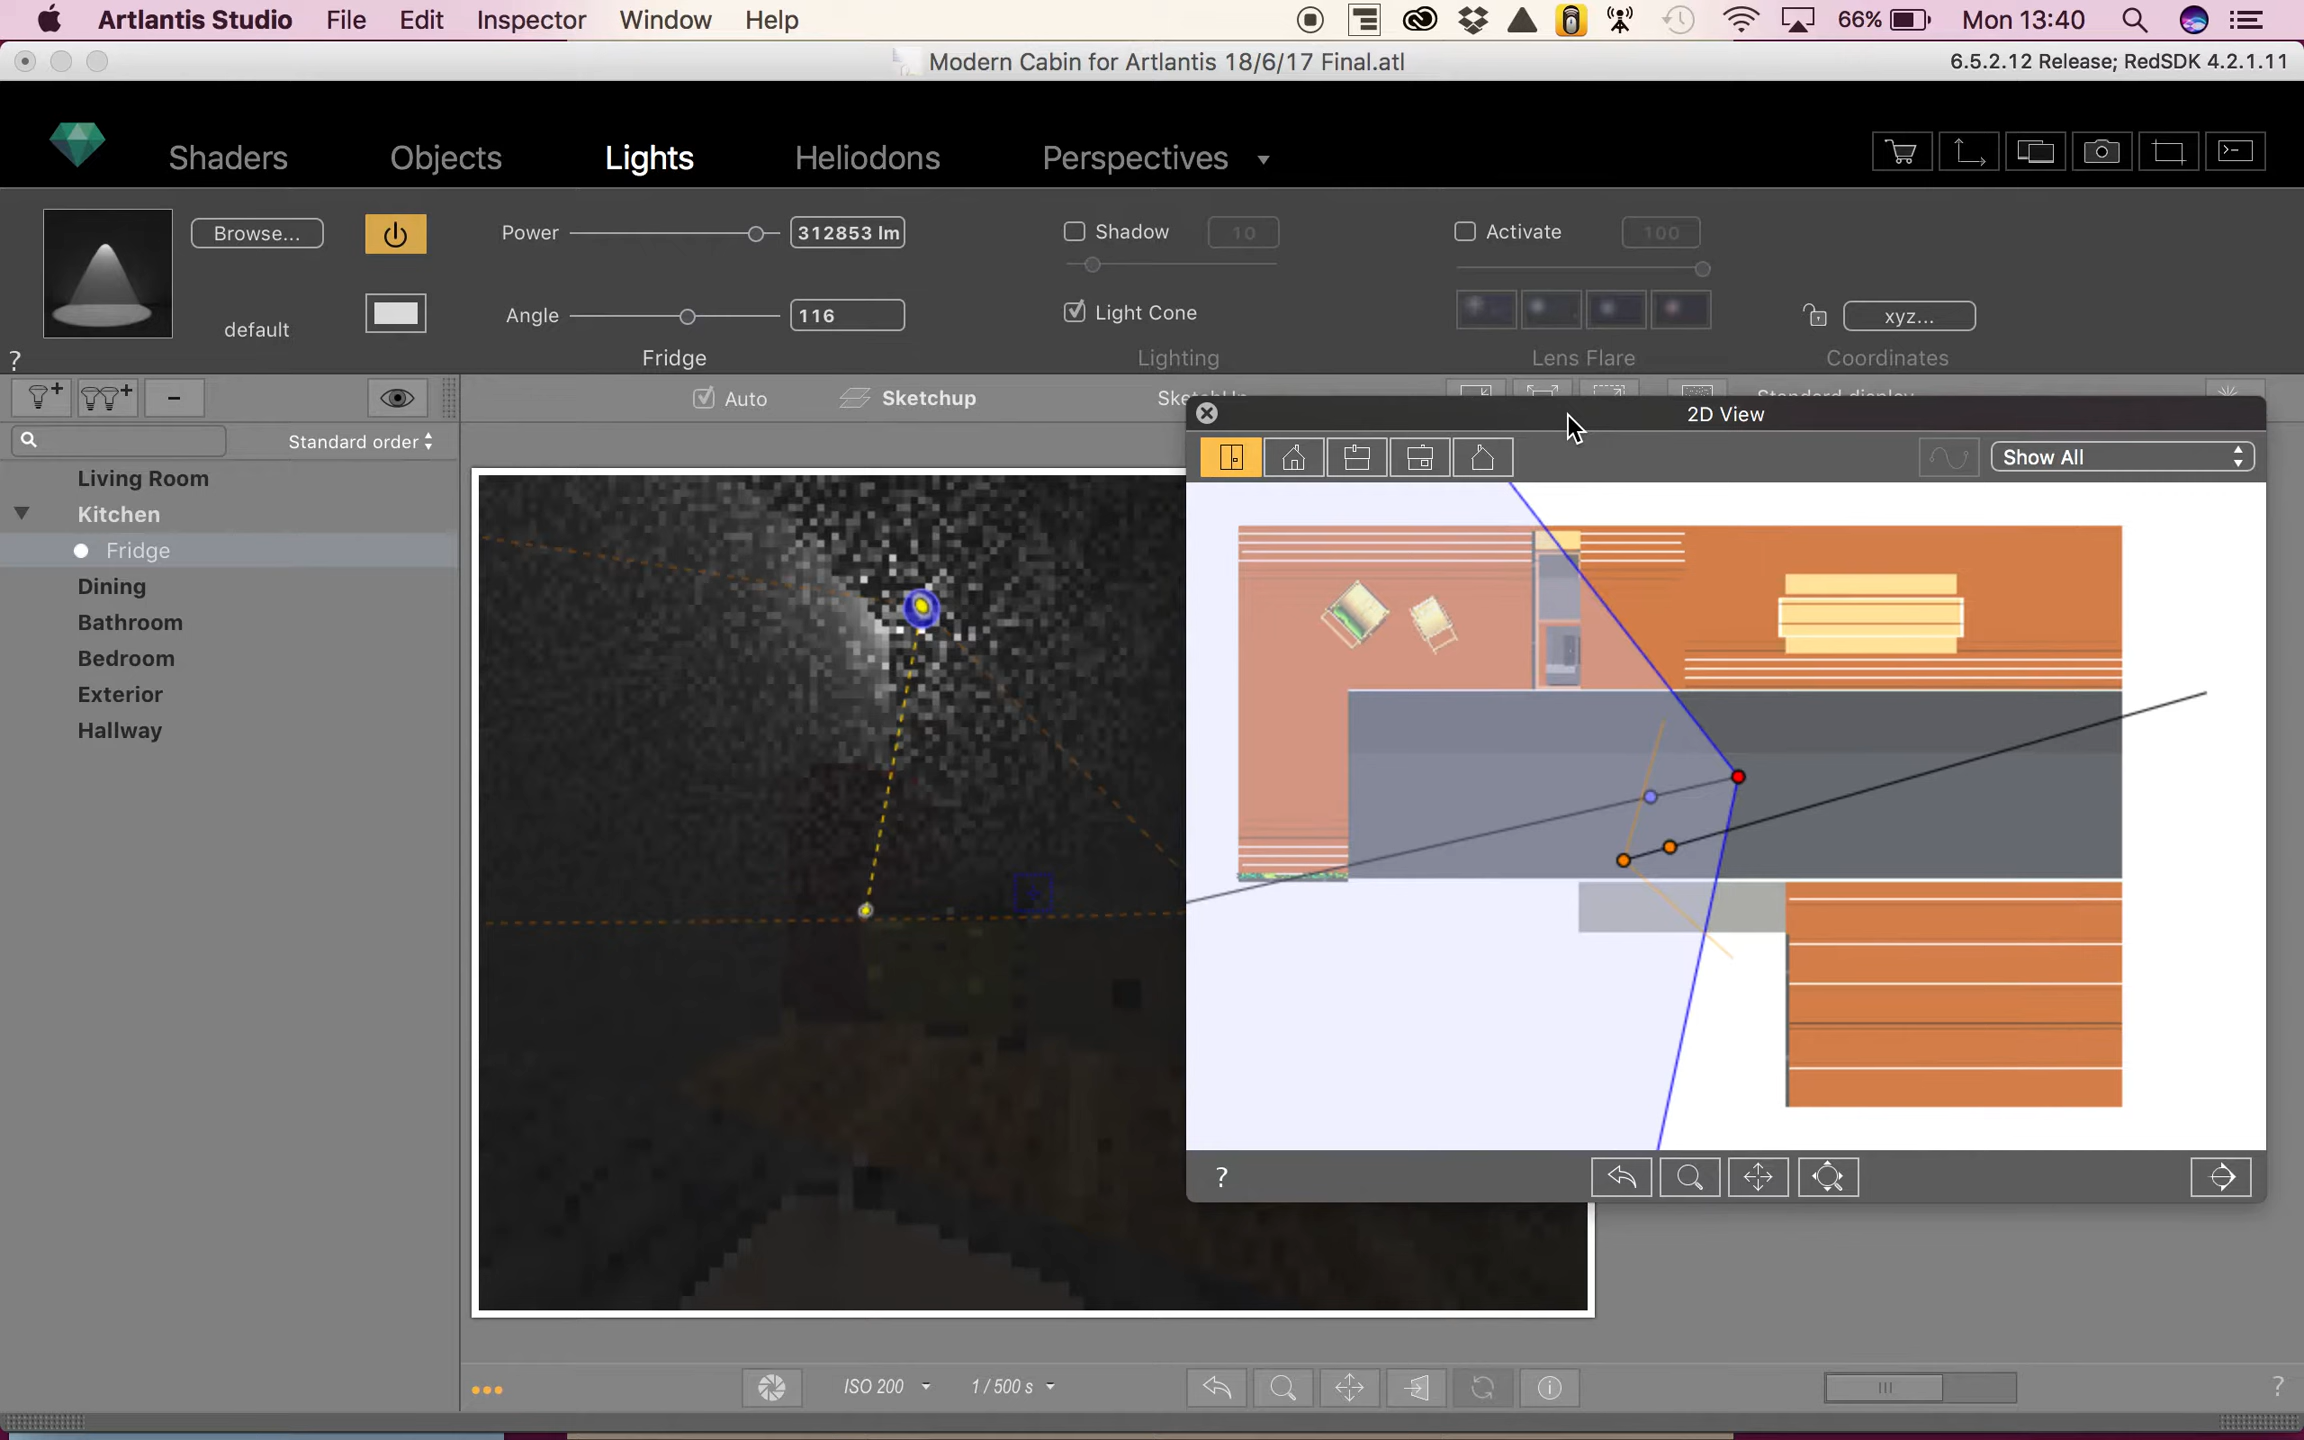 Artlantis Studio File Edit Inspector Window Help 66% Mon 13:40
Modern Cabin for Artlantis 18/6/17 Final.atl 6.5.2.12 Release; RedSDK 4.2.1.11
Shaders Objects Lights Heliodons Perspectives
Browse... Power 312853 lm Shadow 10 Activate 100
default Angle 116 Light Cone xyz...
? Fridge Lighting Lens Flare Coordinates
Auto Sketchup
2D View
Standard order
Show All
Living Room
Kitchen
Fridge
Dining
Bathroom
Bedroom
Exterior
Hallway
?
ISO 200 1 / 500 s ?